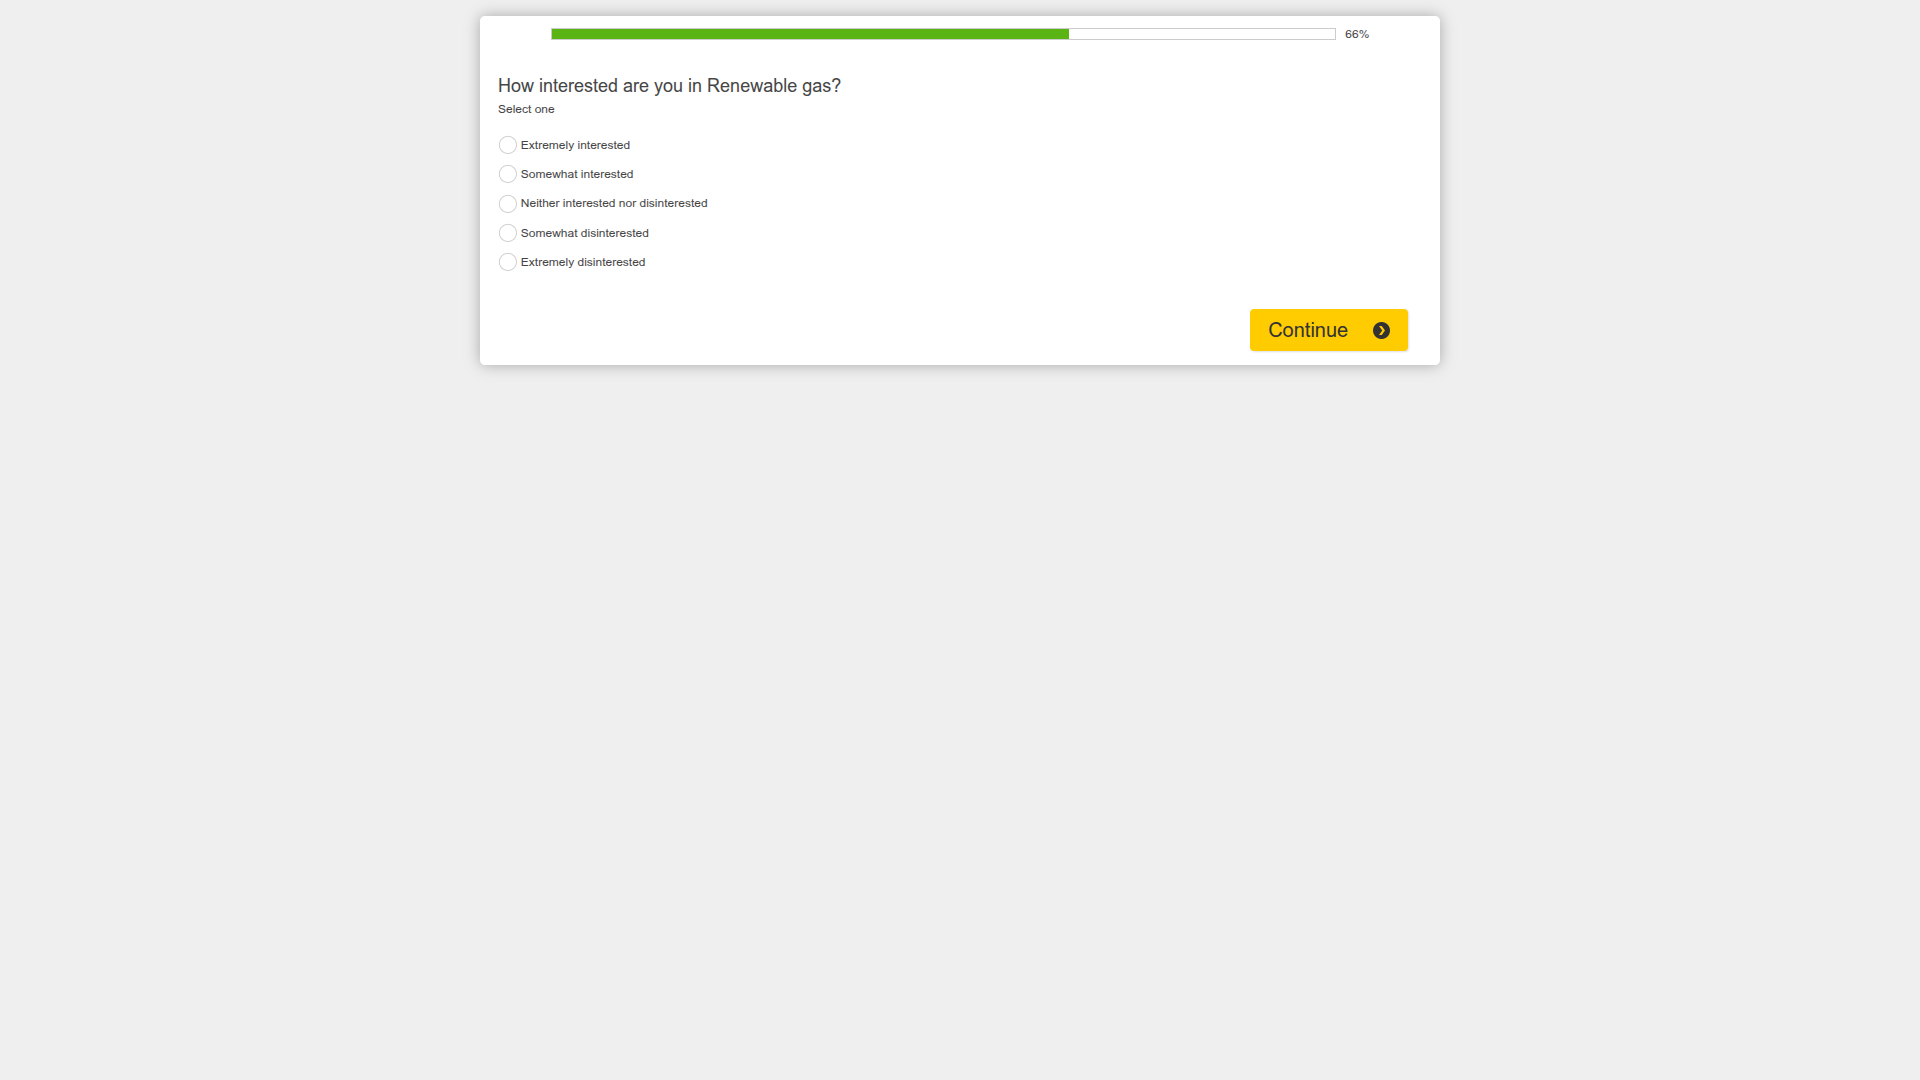 66%
How interested are you in Renewable gas?
Select one
Extremely interested
Somewhat interested
Neither interested nor disinterested
Somewhat disinterested
Extremely disinterested
Continue